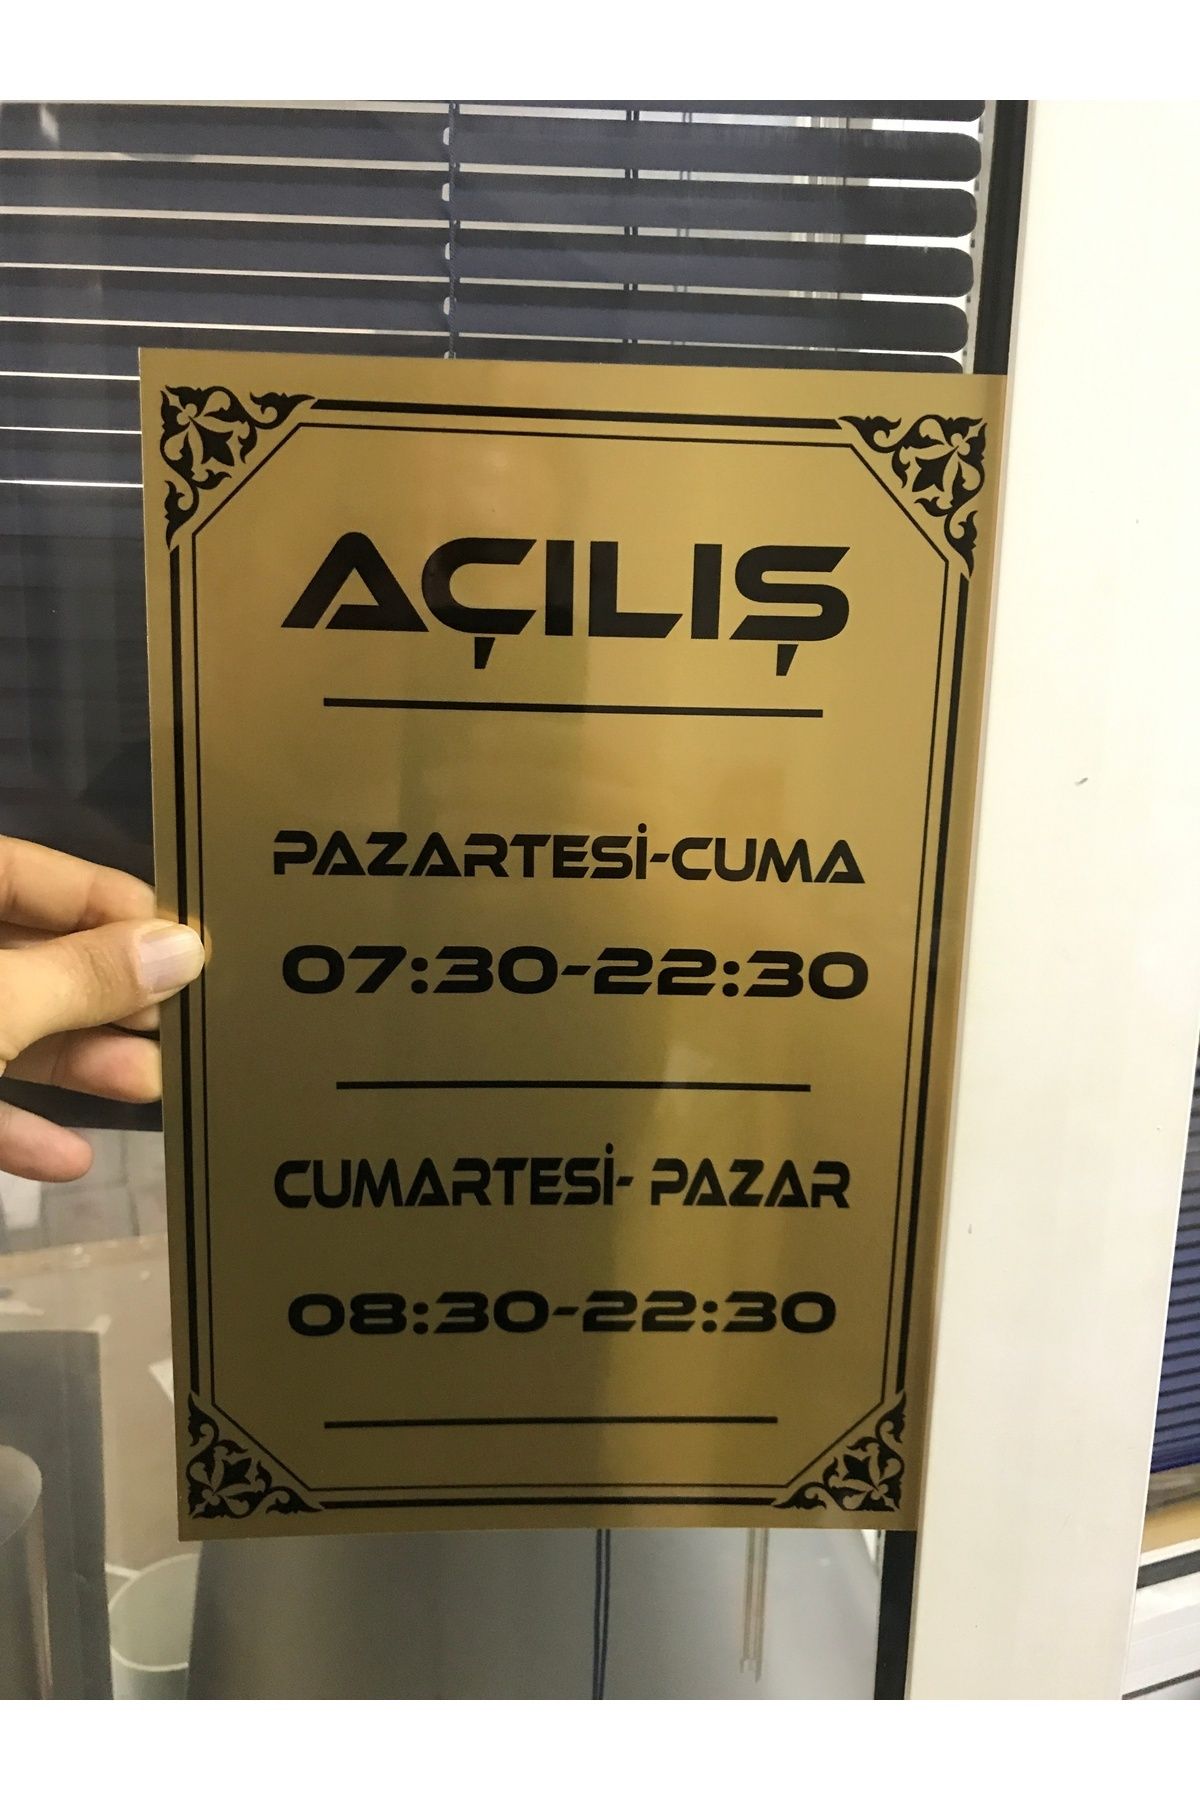 AÇILIŞ
PAZARTESİ-CUMA
07:30-22:30
CUMARTESİ- PAZAR
08:30-22:30